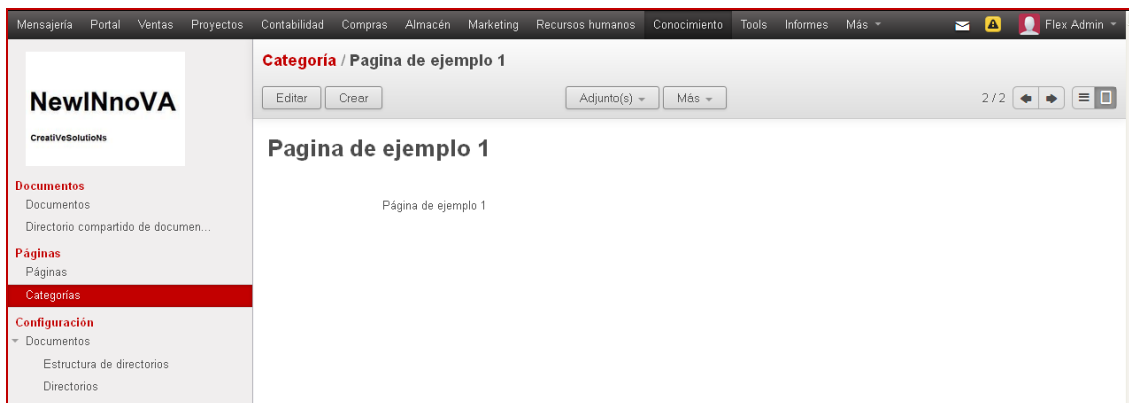 Mensajería Portal Ventas Proyectos Contabilidad Compras Almacén Marketing Recursos humanos Conocimiento Tools Informes Más Flex Admin
NewINnoVA
CreatiVeSolutioNs
Documentos
Documentos
Directorio compartido de documen...
Páginas
Páginas
Categorías
Configuración
Documentos
Estructura de directorios
Directorios
Categoría / Pagina de ejemplo 1
Editar Crear Adjunto(s) Más 2 / 2
Pagina de ejemplo 1
Página de ejemplo 1